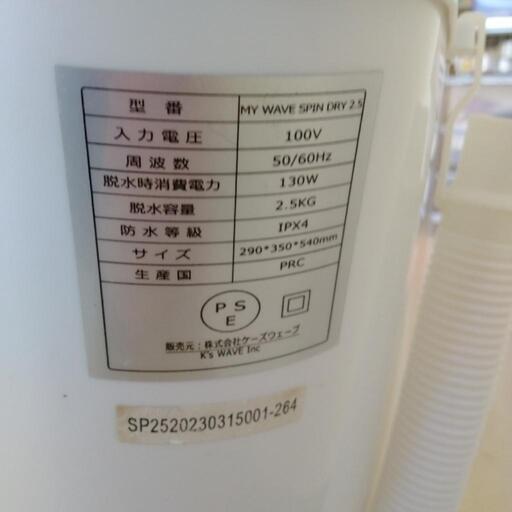 型番 MY WAVE SPIN DRY 2.5
入力電圧 100V
周波数 50/60Hz
脱水時消費電力 130W
脱水容量 2.5KG
防水等級 IPX4
サイズ 290*350*540mm
生産国 PRC
P S
E
販売元:株式会社ケーズウェーブ
K's WAVE Inc
SP2520230315001-264